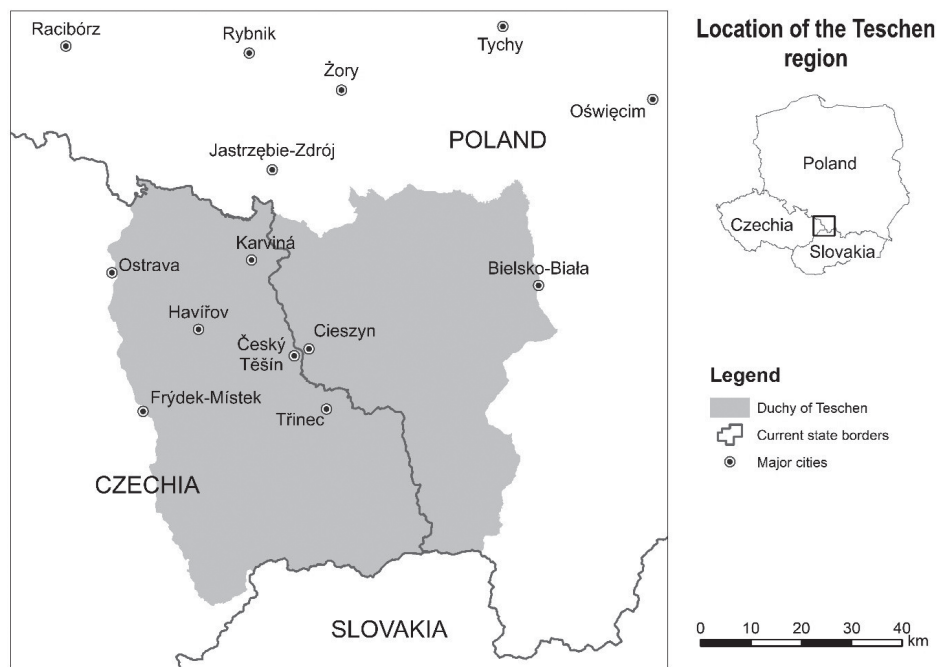 Racibórz
Rybnik
Tychy
Żory
Oświęcim
POLAND
Jastrzębie-Zdrój
Karviná
Ostrava
Bielsko-Biała
Havířov
Cieszyn
Český
Těšín
Frýdek-Místek
Třinec
CZECHIA
SLOVAKIA
Location of the Teschen
region
Poland
Czechia
Slovakia
Legend
Duchy of Teschen
Current state borders
Major cities
0 10 20 30 40
km